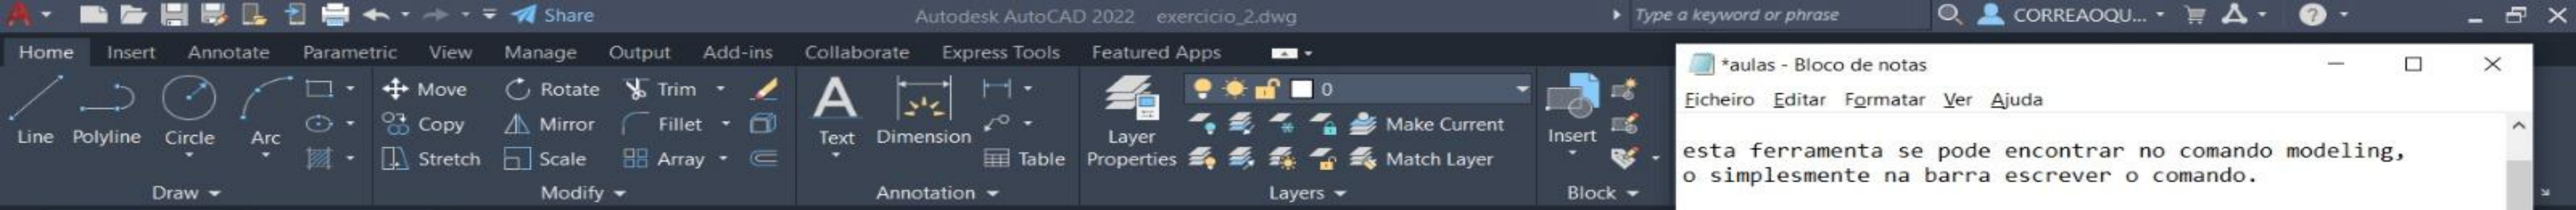 Share Autodesk AutoCAD 2022 exercicio_2.dwg Type a keyword or phrase CORREAOQU...
Home Insert Annotate Parametric View Manage Output Add-ins Collaborate Express Tools Featured Apps
*aulas - Bloco de notas
Ficheiro Editar Formatar Ver Ajuda
esta ferramenta se pode encontrar no comando modeling,
o simplesmente na barra escrever o comando.
Move Rotate Trim 0
Copy Mirror Fillet Make Current
Line Polyline Circle Arc Text Dimension Layer Properties Insert
Stretch Scale Array Table Match Layer
Draw Modify Annotation Layers Block